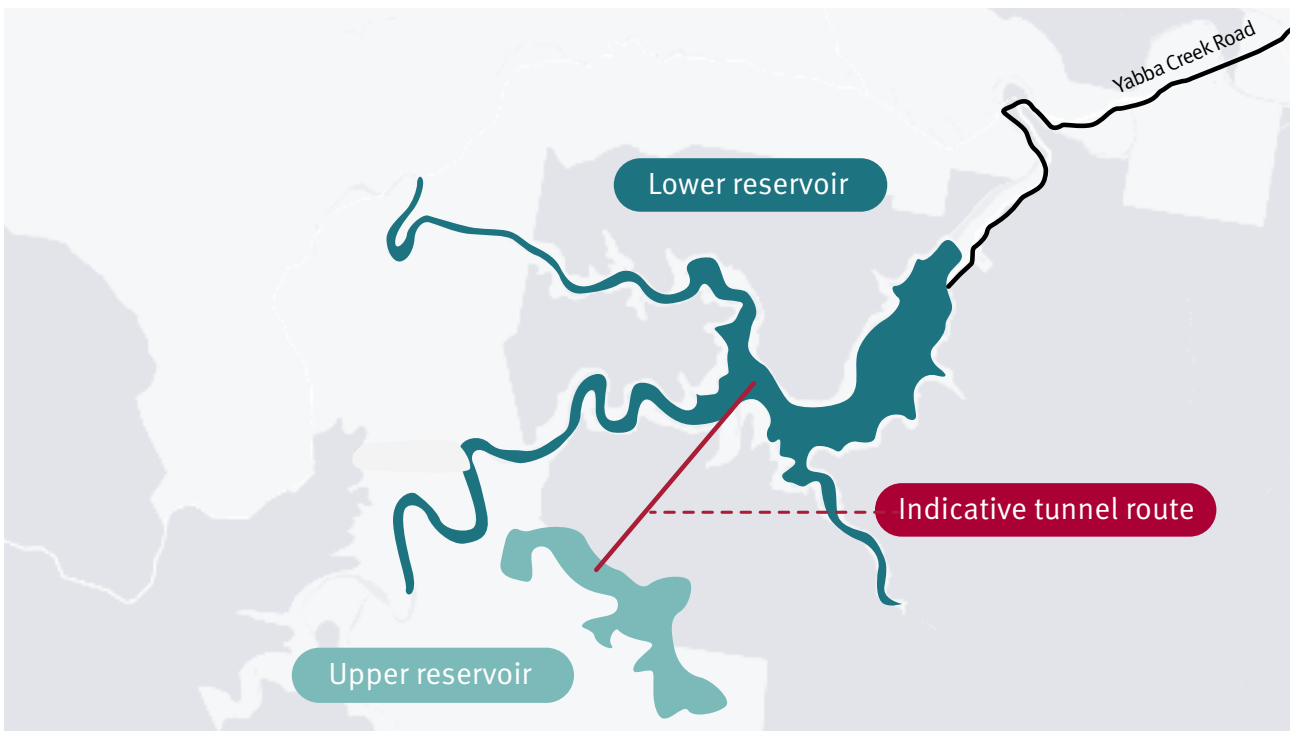 Yabba Creek Road
Lower reservoir
Indicative tunnel route
Upper reservoir